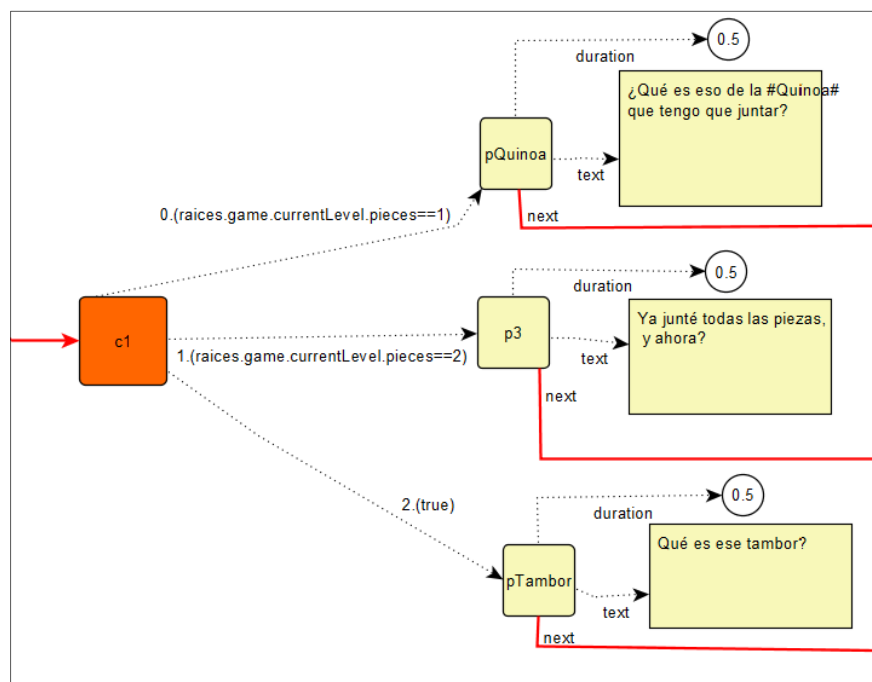 0.5
duration
¿Qué es eso de la #Quinoa#
que tengo que juntar?
pQuinoa
text
next
0.(raices.game.currentLevel.pieces==1)
0.5
duration
Ya junté todas las piezas,
y ahora?
p3
c1
text
1.(raices.game.currentLevel.pieces==2)
next
0.5
2.(true)
duration
Qué es ese tambor?
pTambor
text
next